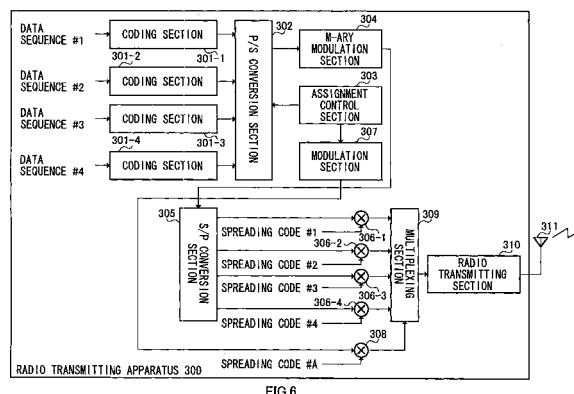 DATA SEQUENCE #1
CODING SECTION
301-1
DATA SEQUENCE #2
301-2
CODING SECTION
DATA SEQUENCE #3
CODING SECTION
301-3
DATA SEQUENCE #4
301-4
CODING SECTION
302
P/S CONVERSION SECTION
304
M-ARY MODULATION SECTION
303
ASSIGNMENT CONTROL SECTION
307
MODULATION SECTION
305
S/P CONVERSION SECTION
SPREADING CODE #1
306-1
306-2
SPREADING CODE #2
SPREADING CODE #3
306-3
306-4
SPREADING CODE #4
308
SPREADING CODE #A
309
MULTIPLEXING SECTION
310
RADIO TRANSMITTING SECTION
311
RADIO TRANSMITTING APPARATUS 300
FIG.6